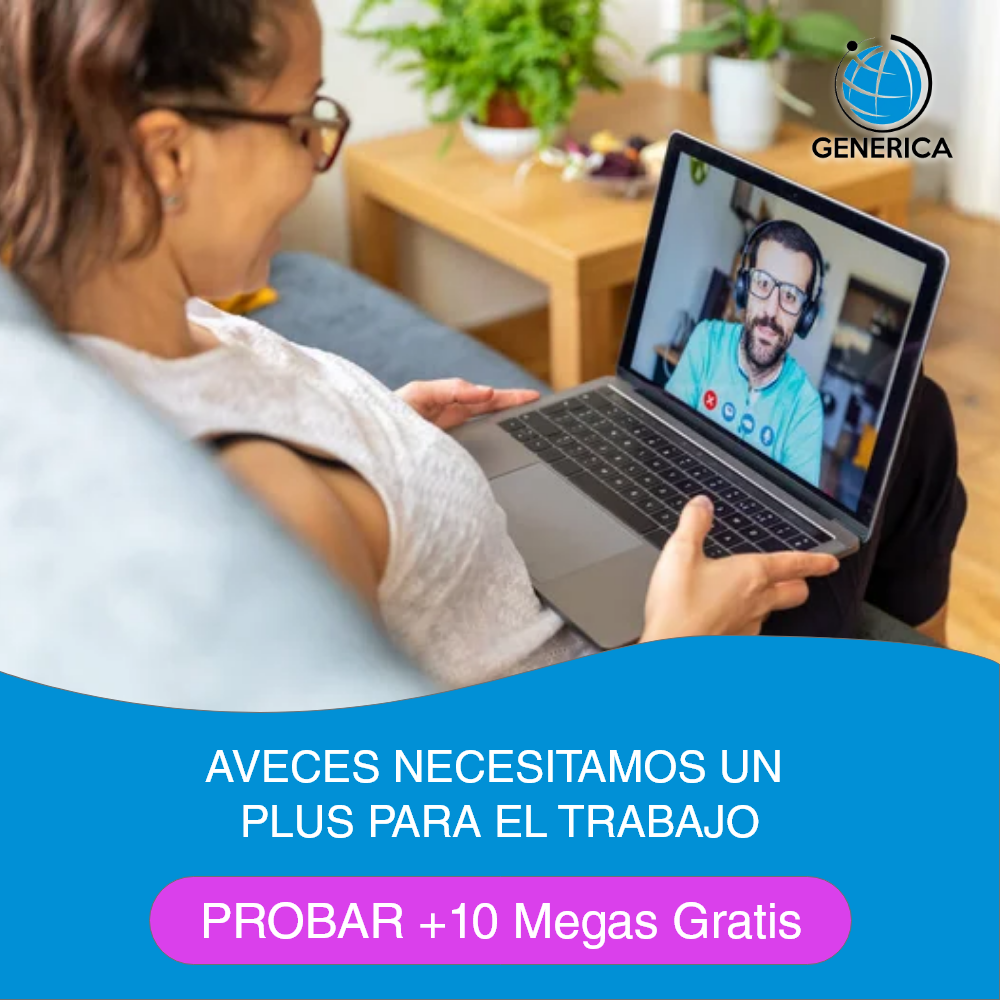 GENERICA
AVECES NECESITAMOS UN
PLUS PARA EL TRABAJO
PROBAR +10 Megas Gratis